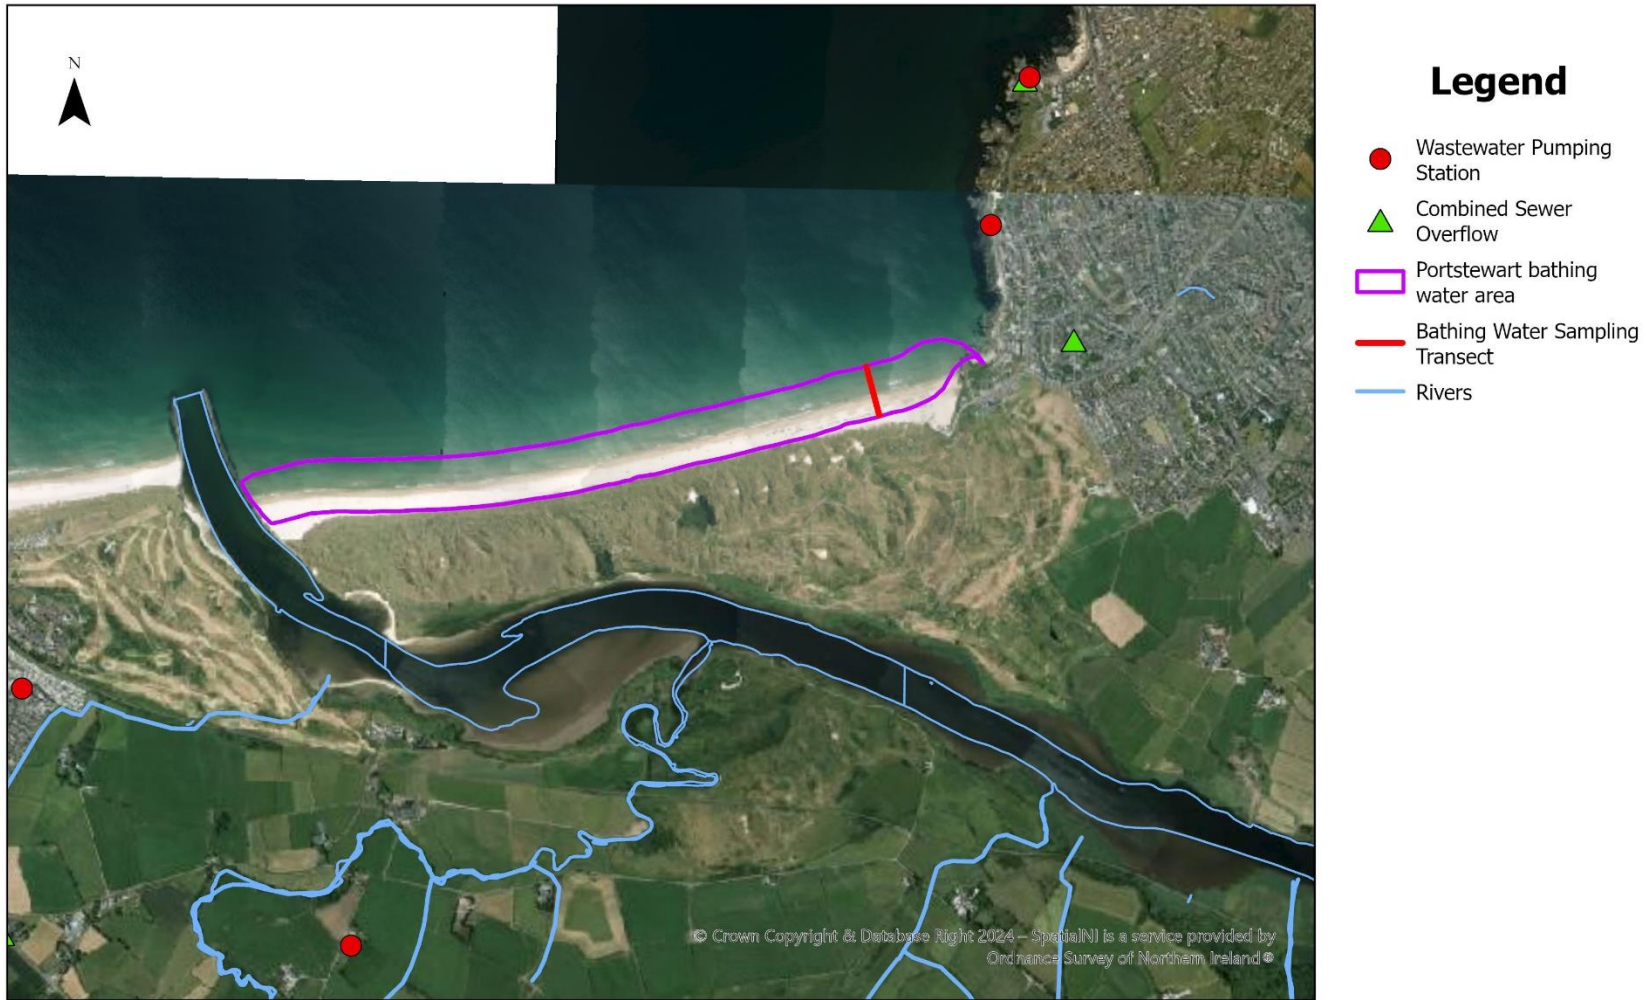 N
Legend
Wastewater Pumping
Station
Combined Sewer
Overflow
Portstewart bathing
water area
Bathing Water Sampling
Transect
Rivers
© Crown Copyright & Database Right 2024 – SpatialNI is a service provided by
Ordnance Survey of Northern Ireland®